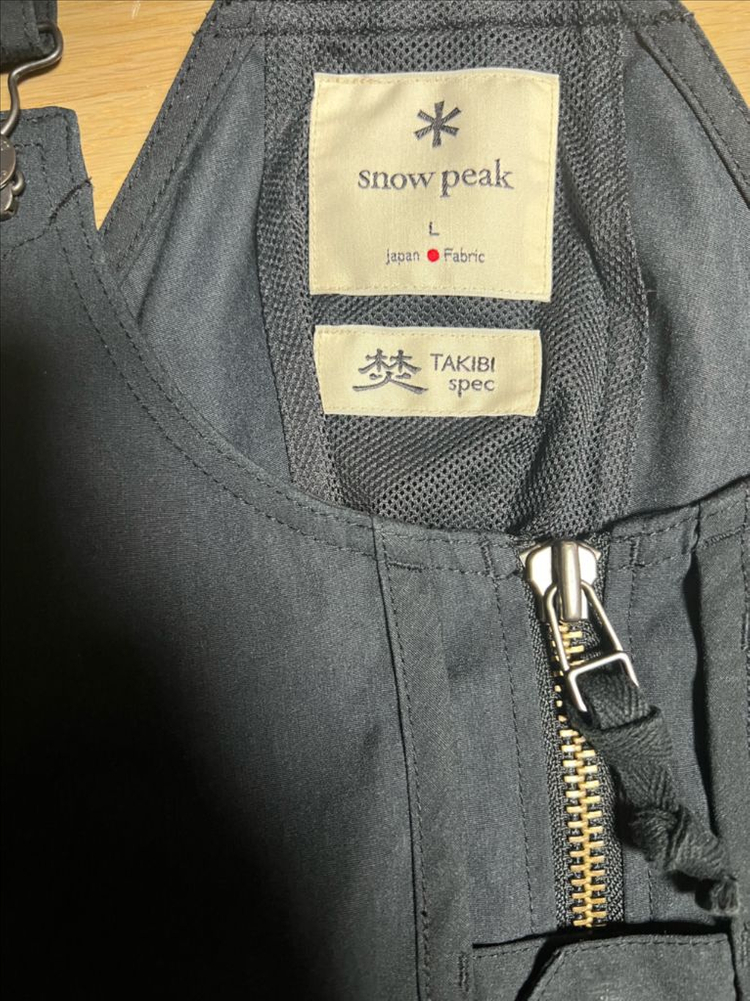 snow peak
L
Japan Fabric
焚 TAKIBI
spec